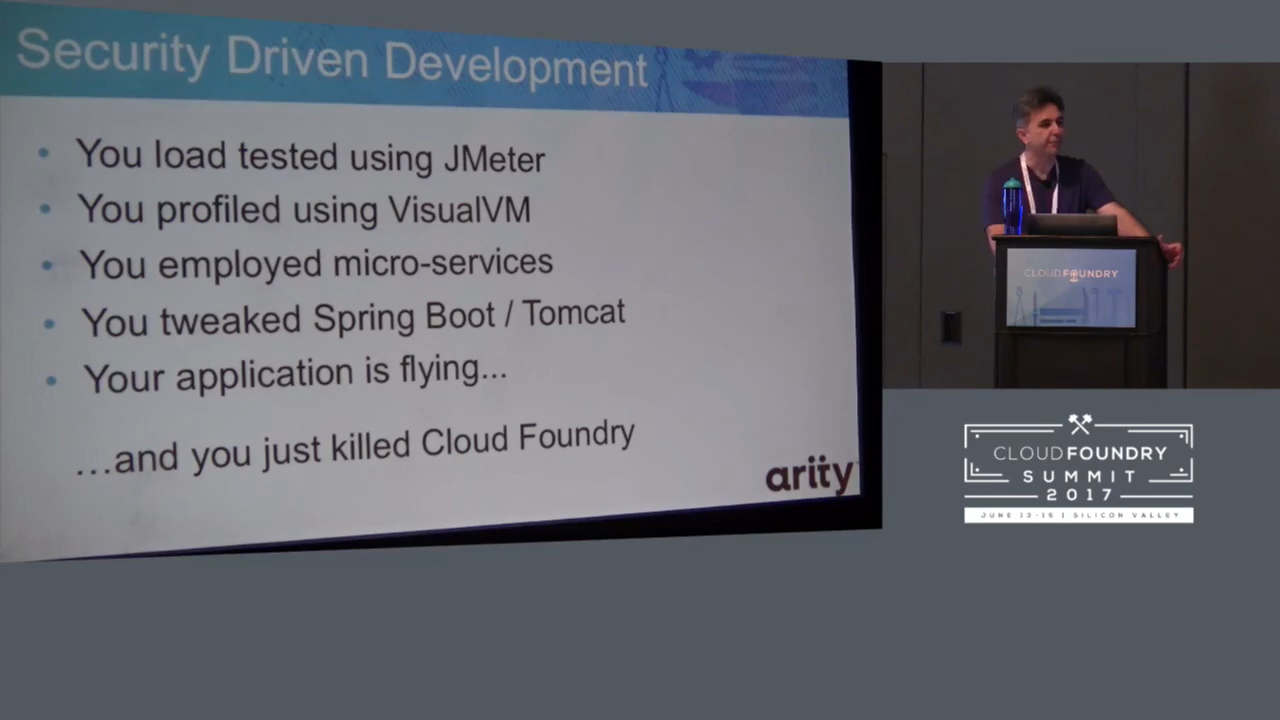 Security Driven Development
• You load tested using JMeter
• You profiled using VisualVM
• You employed micro-services
• You tweaked Spring Boot / Tomcat
• Your application is flying...
...and you just killed Cloud Foundry
arity
CLOUD FOUNDRY
CLOUD FOUNDRY
SUMMIT
2017
JUNE 13-15 | SILICON VALLEY